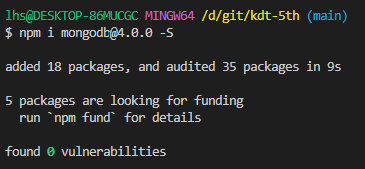 lhs@DESKTOP-86MUCGC MINGW64 /d/git/kdt-5th (main)
$ npm i mongodb@4.0.0 -S
added 18 packages, and audited 35 packages in 9s
5 packages are looking for funding
run `npm fund` for details
found 0 vulnerabilities